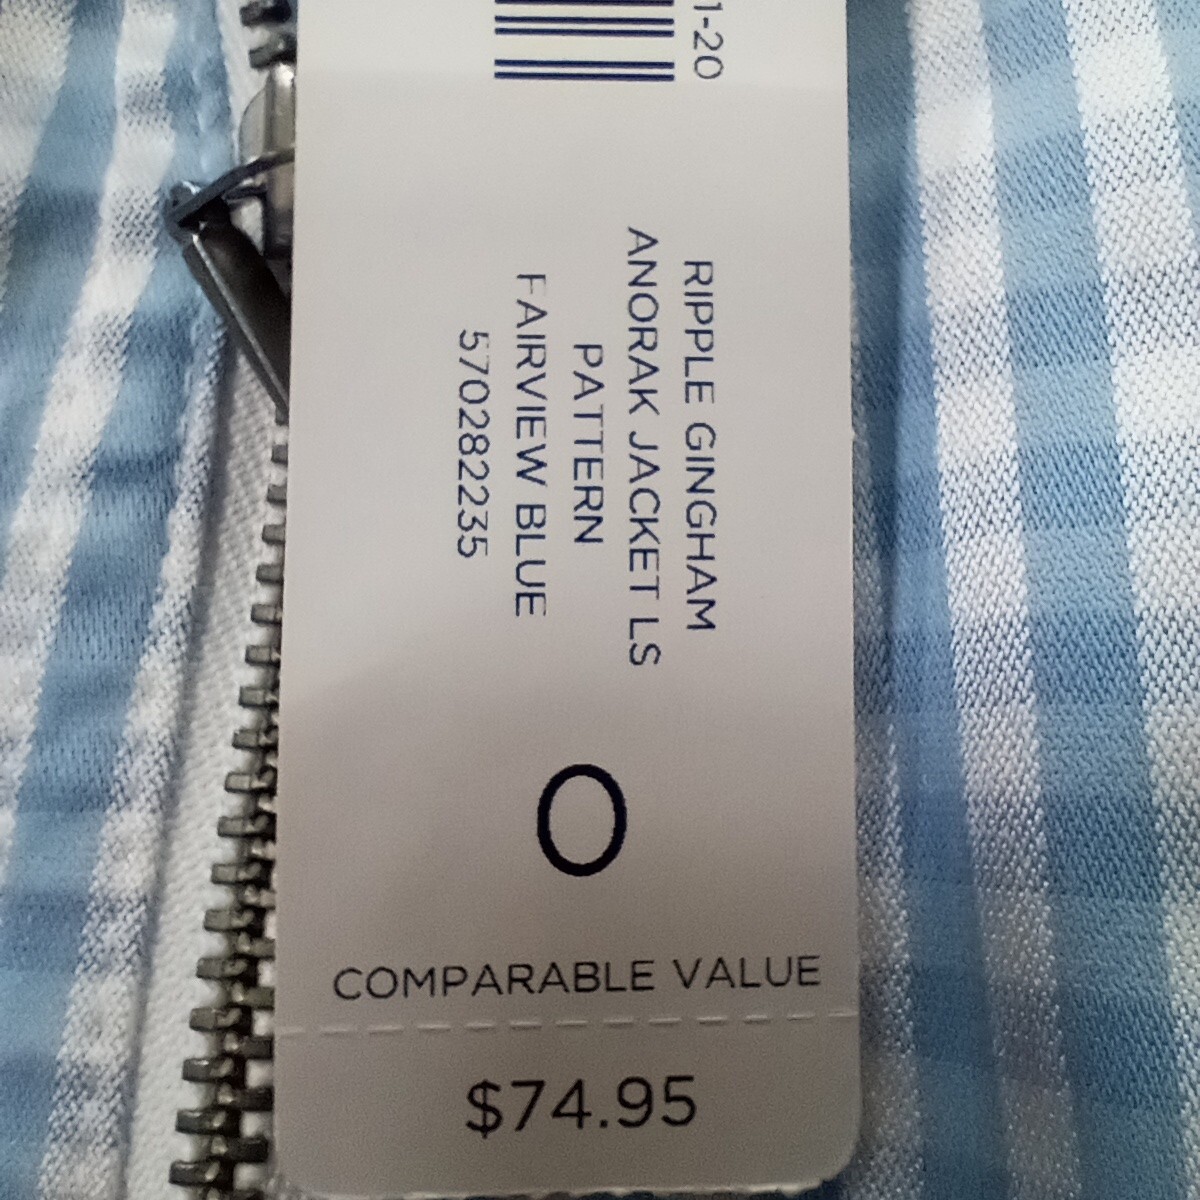 1-20
RIPPLE GINGHAM
ANORAK JACKET LS
PATTERN
FAIRVIEW BLUE
570282235
0
COMPARABLE VALUE
$74.95